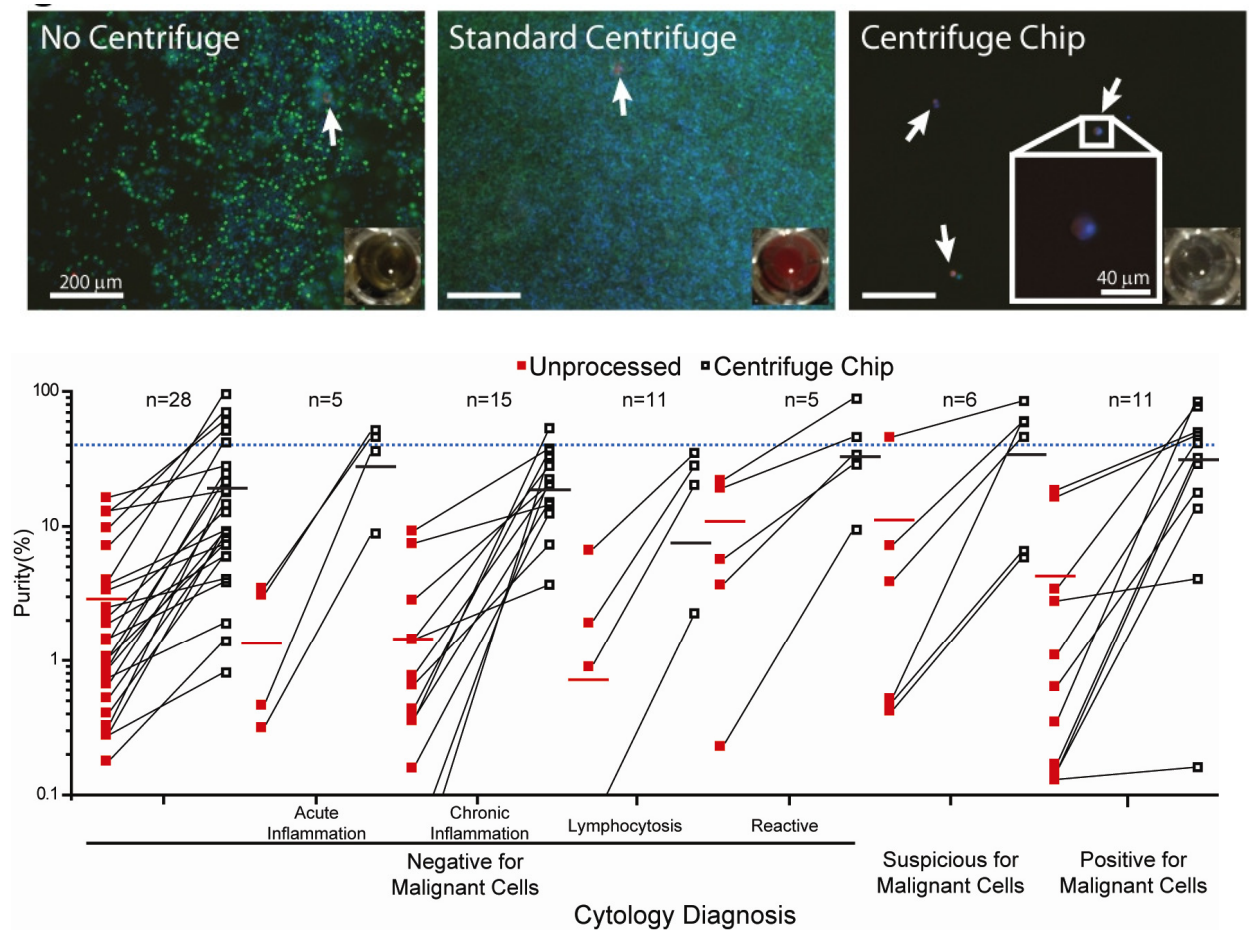 No Centrifuge
Standard Centrifuge
Centrifuge Chip
200 µm
40 µm
Unprocessed
Centrifuge Chip
n=28
n=5
n=15
n=11
n=5
n=6
n=11
100
10
1
0.1
Purity(%)
Acute
Inflammation
Chronic
Inflammation
Lymphocytosis
Reactive
Negative for
Malignant Cells
Suspicious for
Malignant Cells
Positive for
Malignant Cells
Cytology Diagnosis